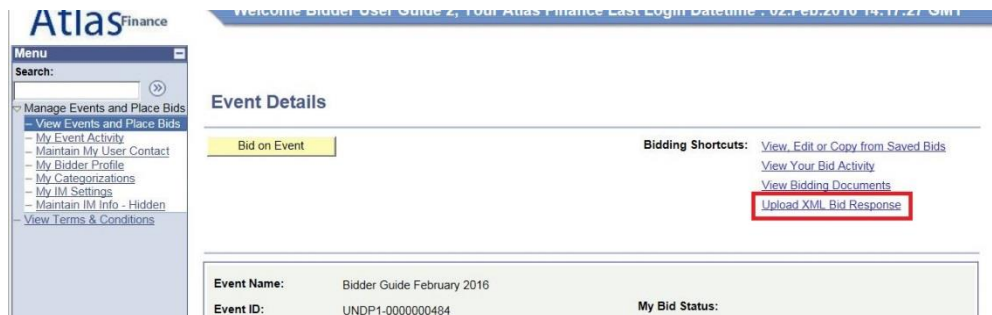 Atlas Finance
Welcome Bidder User Guide 2, Your Atlas Finance Last Login Datetime : 02.Feb.2016 14:17:27 GMT
Menu
Search:
Manage Events and Place Bids
– View Events and Place Bids
– My Event Activity
– Maintain My User Contact
– My Bidder Profile
– My Categorizations
– My IM Settings
– Maintain IM Info - Hidden
– View Terms & Conditions
Event Details
Bid on Event
Bidding Shortcuts:
View, Edit or Copy from Saved Bids
View Your Bid Activity
View Bidding Documents
Upload XML Bid Response
Event Name: Bidder Guide February 2016
Event ID: UNDP1-0000000484
My Bid Status: